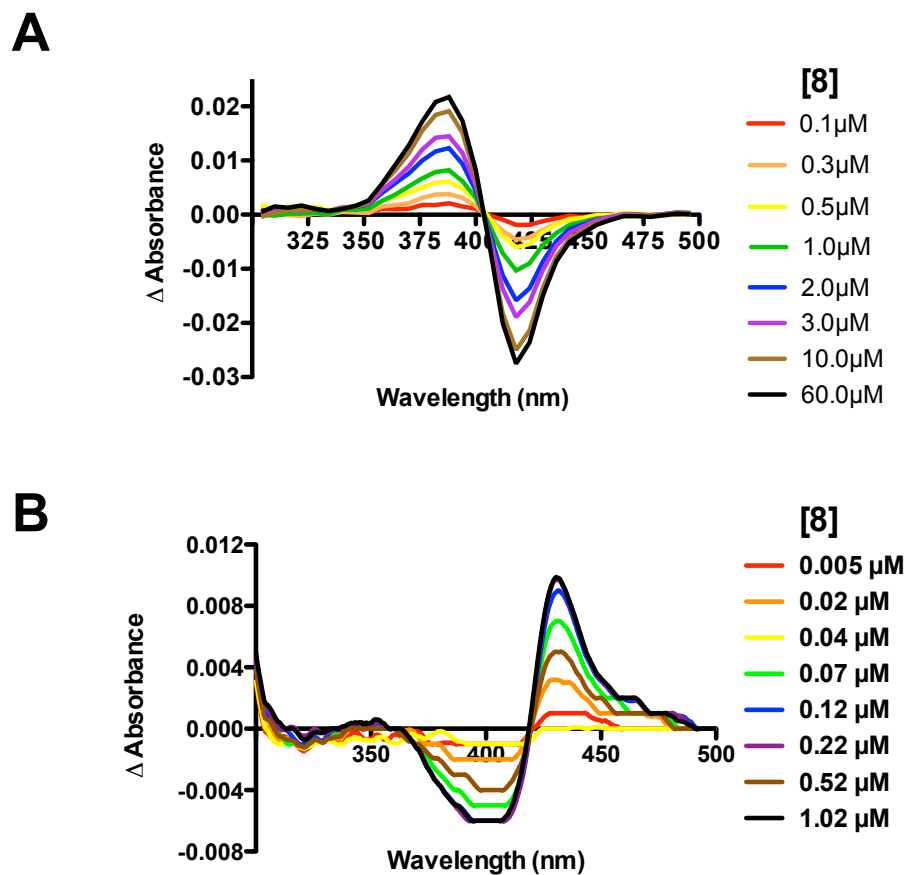 A
[8]
0.02
0.01
0.00
-0.01
-0.02
-0.03
Δ Absorbance
325 375 400 425 450 475 500
Wavelength (nm)
0.1µM
0.3µM
0.5µM
1.0µM
2.0µM
3.0µM
10.0µM
60.0µM
B
[8]
0.012
0.008
0.004
0.000
-0.004
-0.008
Δ Absorbance
350 400 450 500
Wavelength (nm)
0.005 µM
0.02 µM
0.04 µM
0.07 µM
0.12 µM
0.22 µM
0.52 µM
1.02 µM